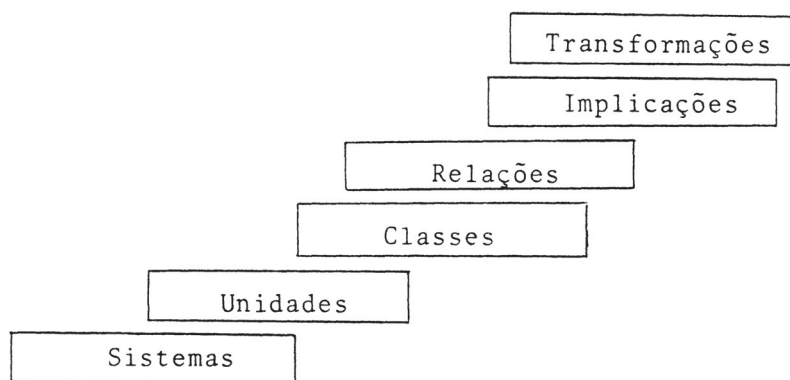 Transformações
Implicações
Relações
Classes
Unidades
Sistemas